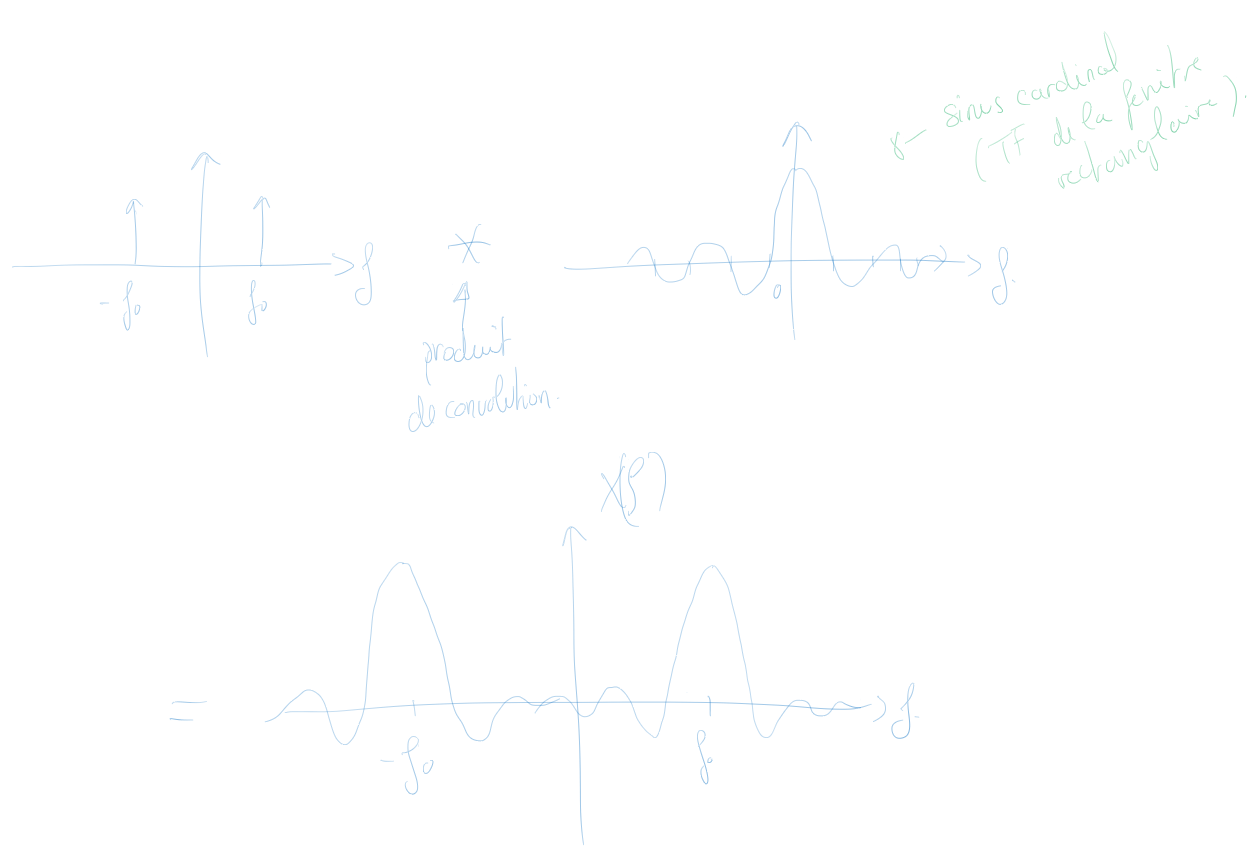 sinus cardinal
(TF de la fenêtre
rectangulaire).
-f₀
f₀
f
*
0
f.
produit
de convolution.
X(f)
=
-f₀
f₀
f.